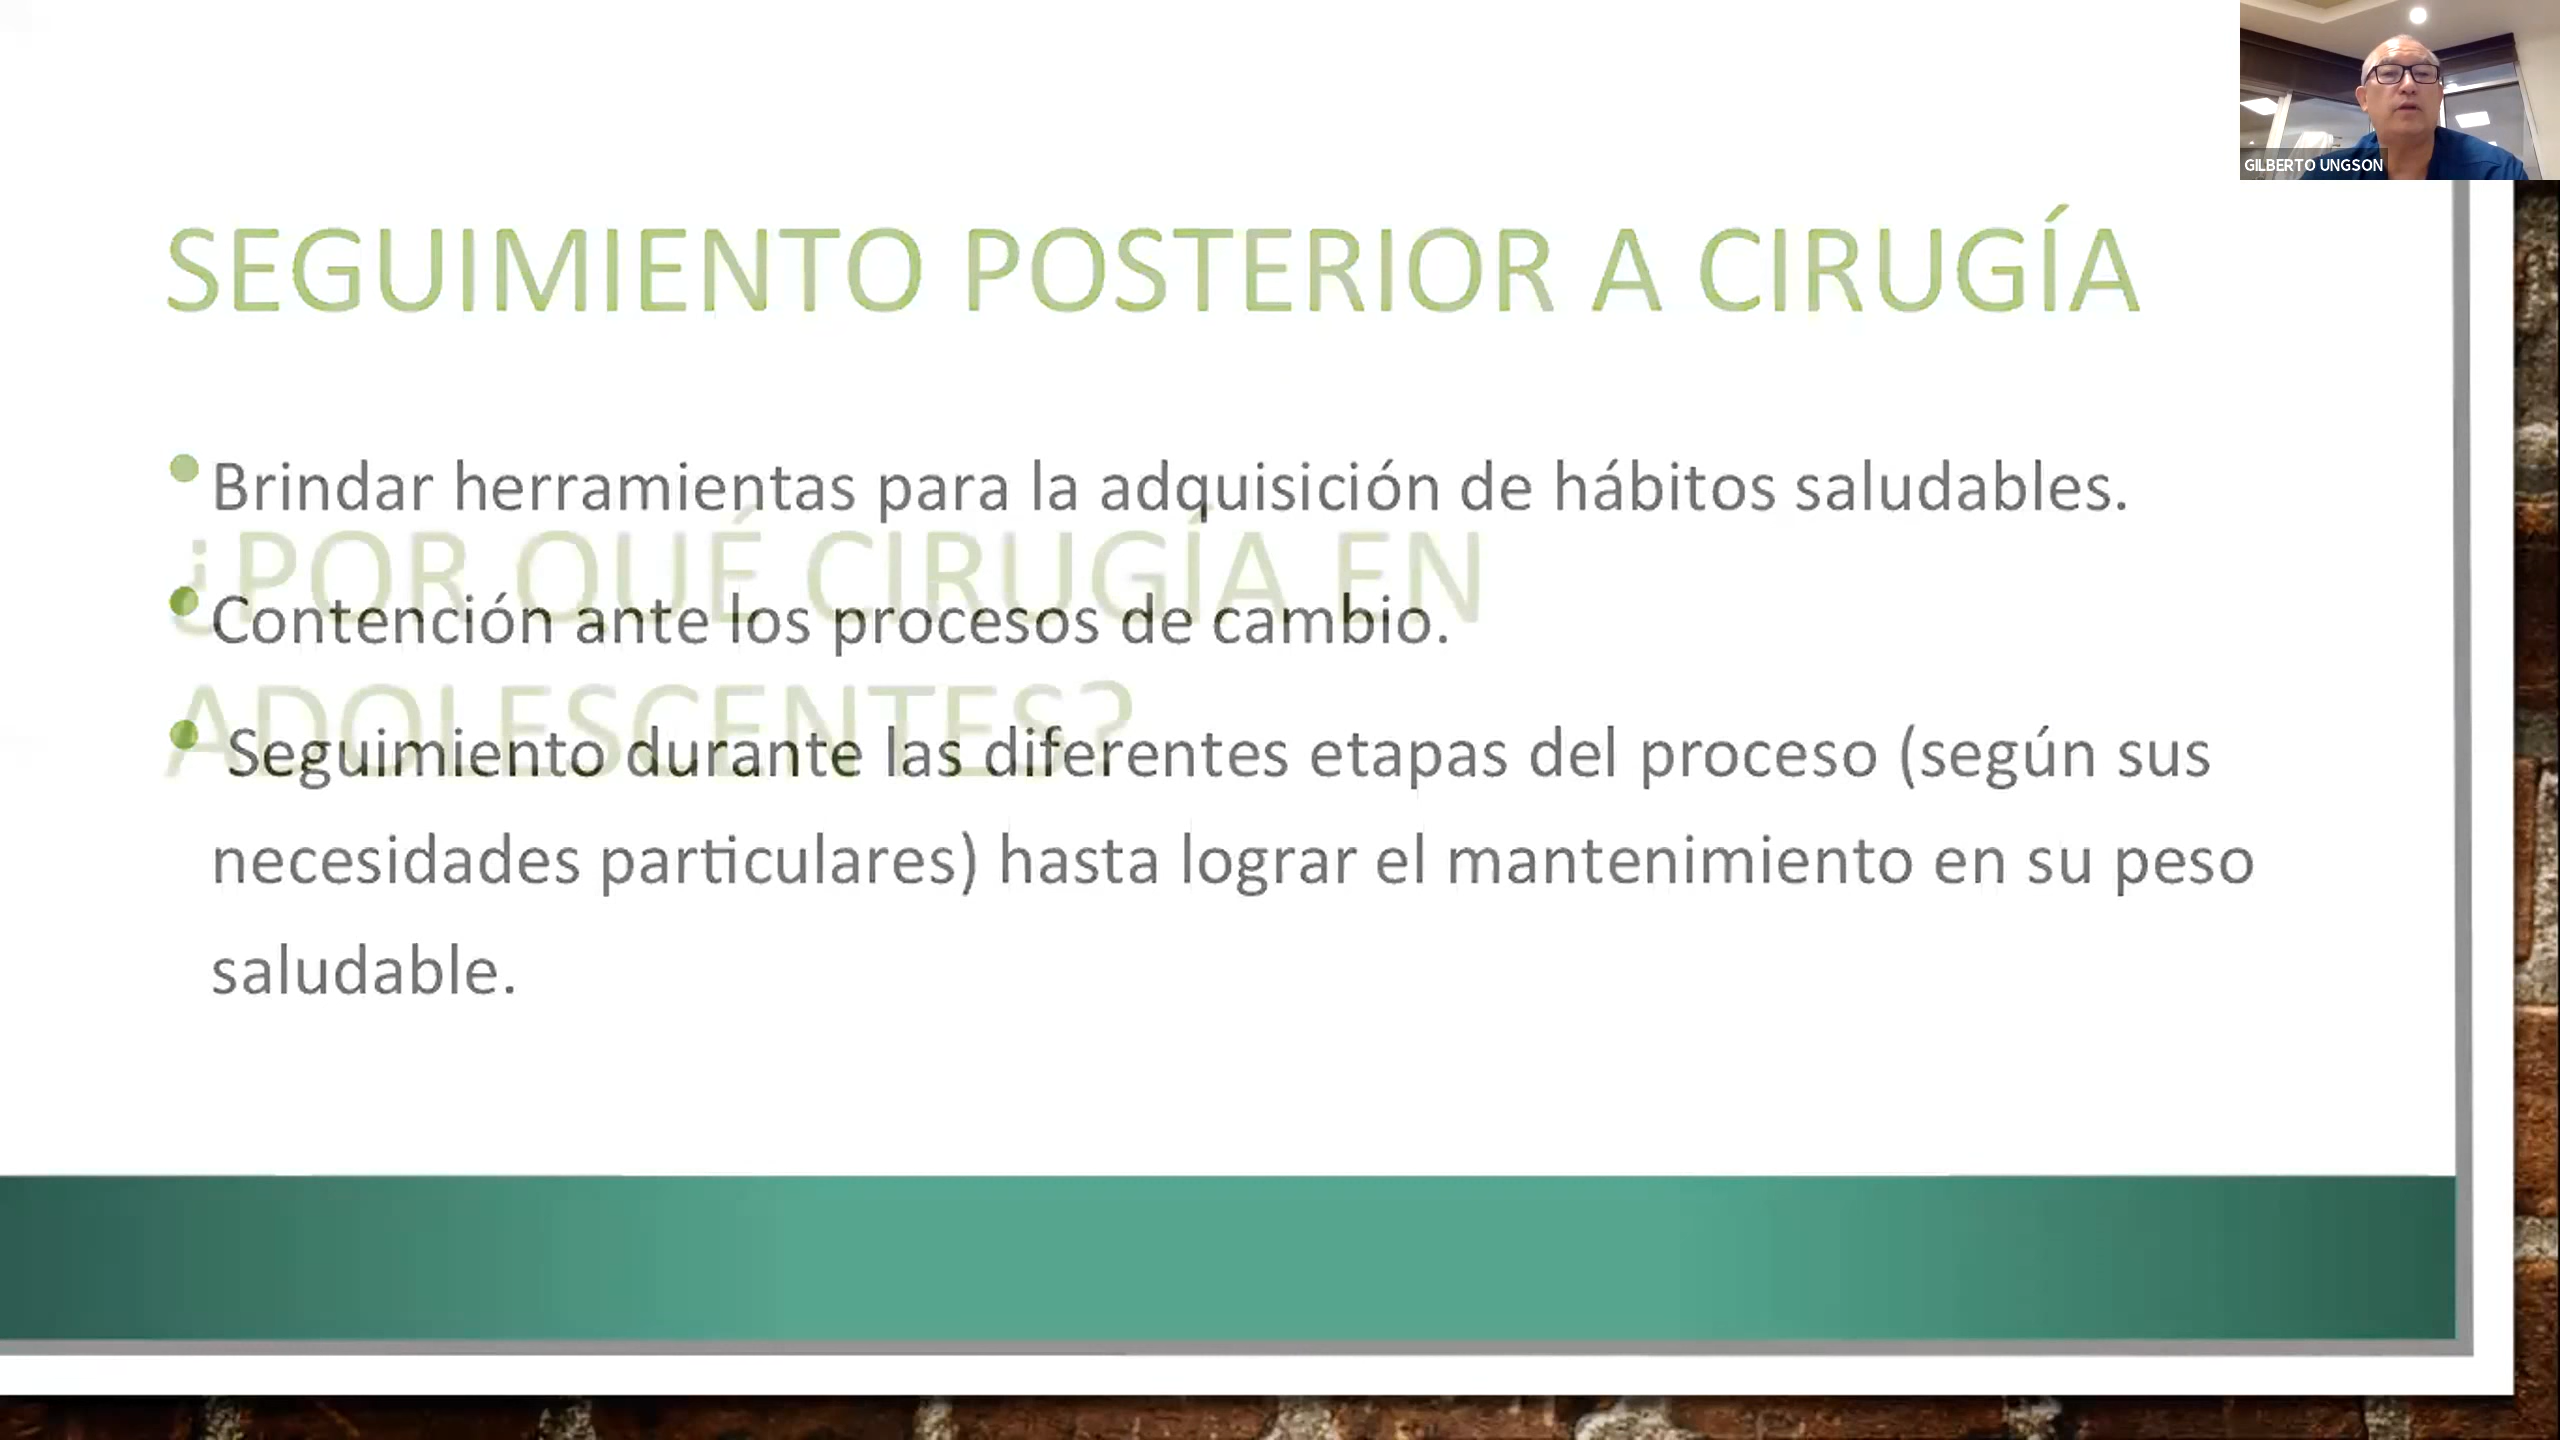 GILBERTO UNGSON
SEGUIMIENTO POSTERIOR A CIRUGÍA
• Brindar herramientas para la adquisición de hábitos saludables.
¿POR QUÉ CIRUGÍA EN
• Contención ante los procesos de cambio.
ADOLESCENTES?
• Seguimiento durante las diferentes etapas del proceso (según sus
necesidades particulares) hasta lograr el mantenimiento en su peso
saludable.